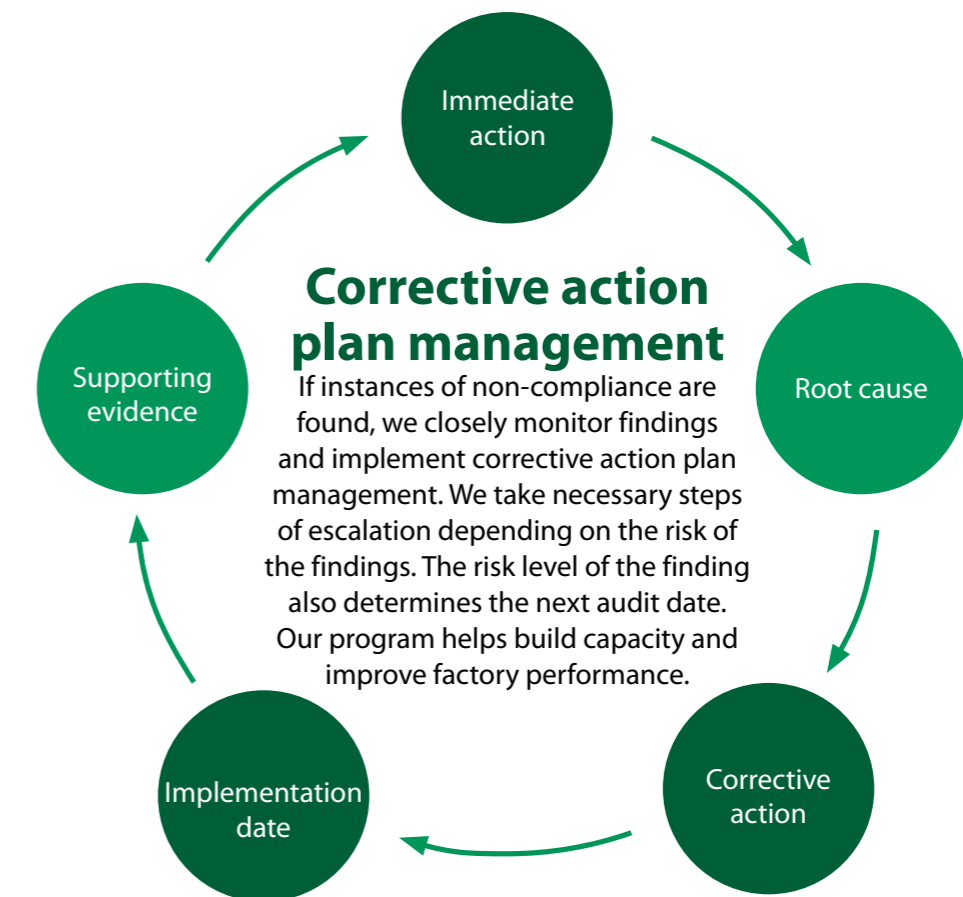 Immediate
action
Corrective action
plan management
If instances of non-compliance are
found, we closely monitor findings
and implement corrective action plan
management. We take necessary steps
of escalation depending on the risk of
the findings. The risk level of the finding
also determines the next audit date.
Our program helps build capacity and
improve factory performance.
Root cause
Corrective
action
Implementation
date
Supporting
evidence